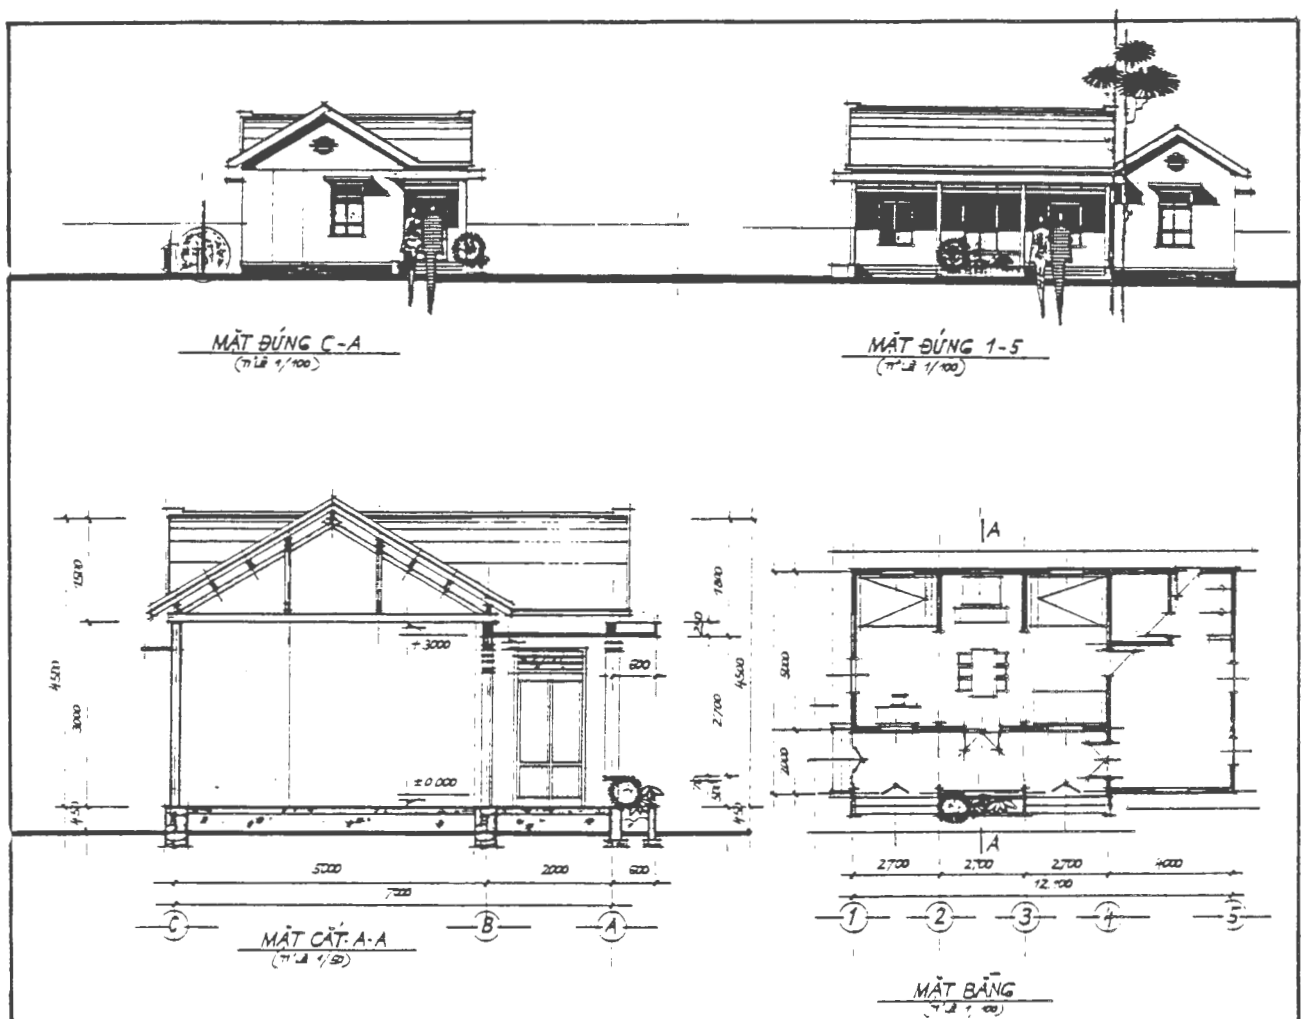 MẶT ĐỨNG C-A
(TỈ LỆ 1/100)
MẶT ĐỨNG 1-5
(TỈ LỆ 1/100)
1500
4500
3000
450
+3000
±0.000
600
250
1800
4500
2700
500
450
5000
2000
600
7000
C
B
A
MẶT CẮT A-A
(TỈ LỆ 1/50)
A
5000
2000
A
2700
2700
2700
4000
12.100
1
2
3
4
5
MẶT BẰNG
(TỈ LỆ 1/100)